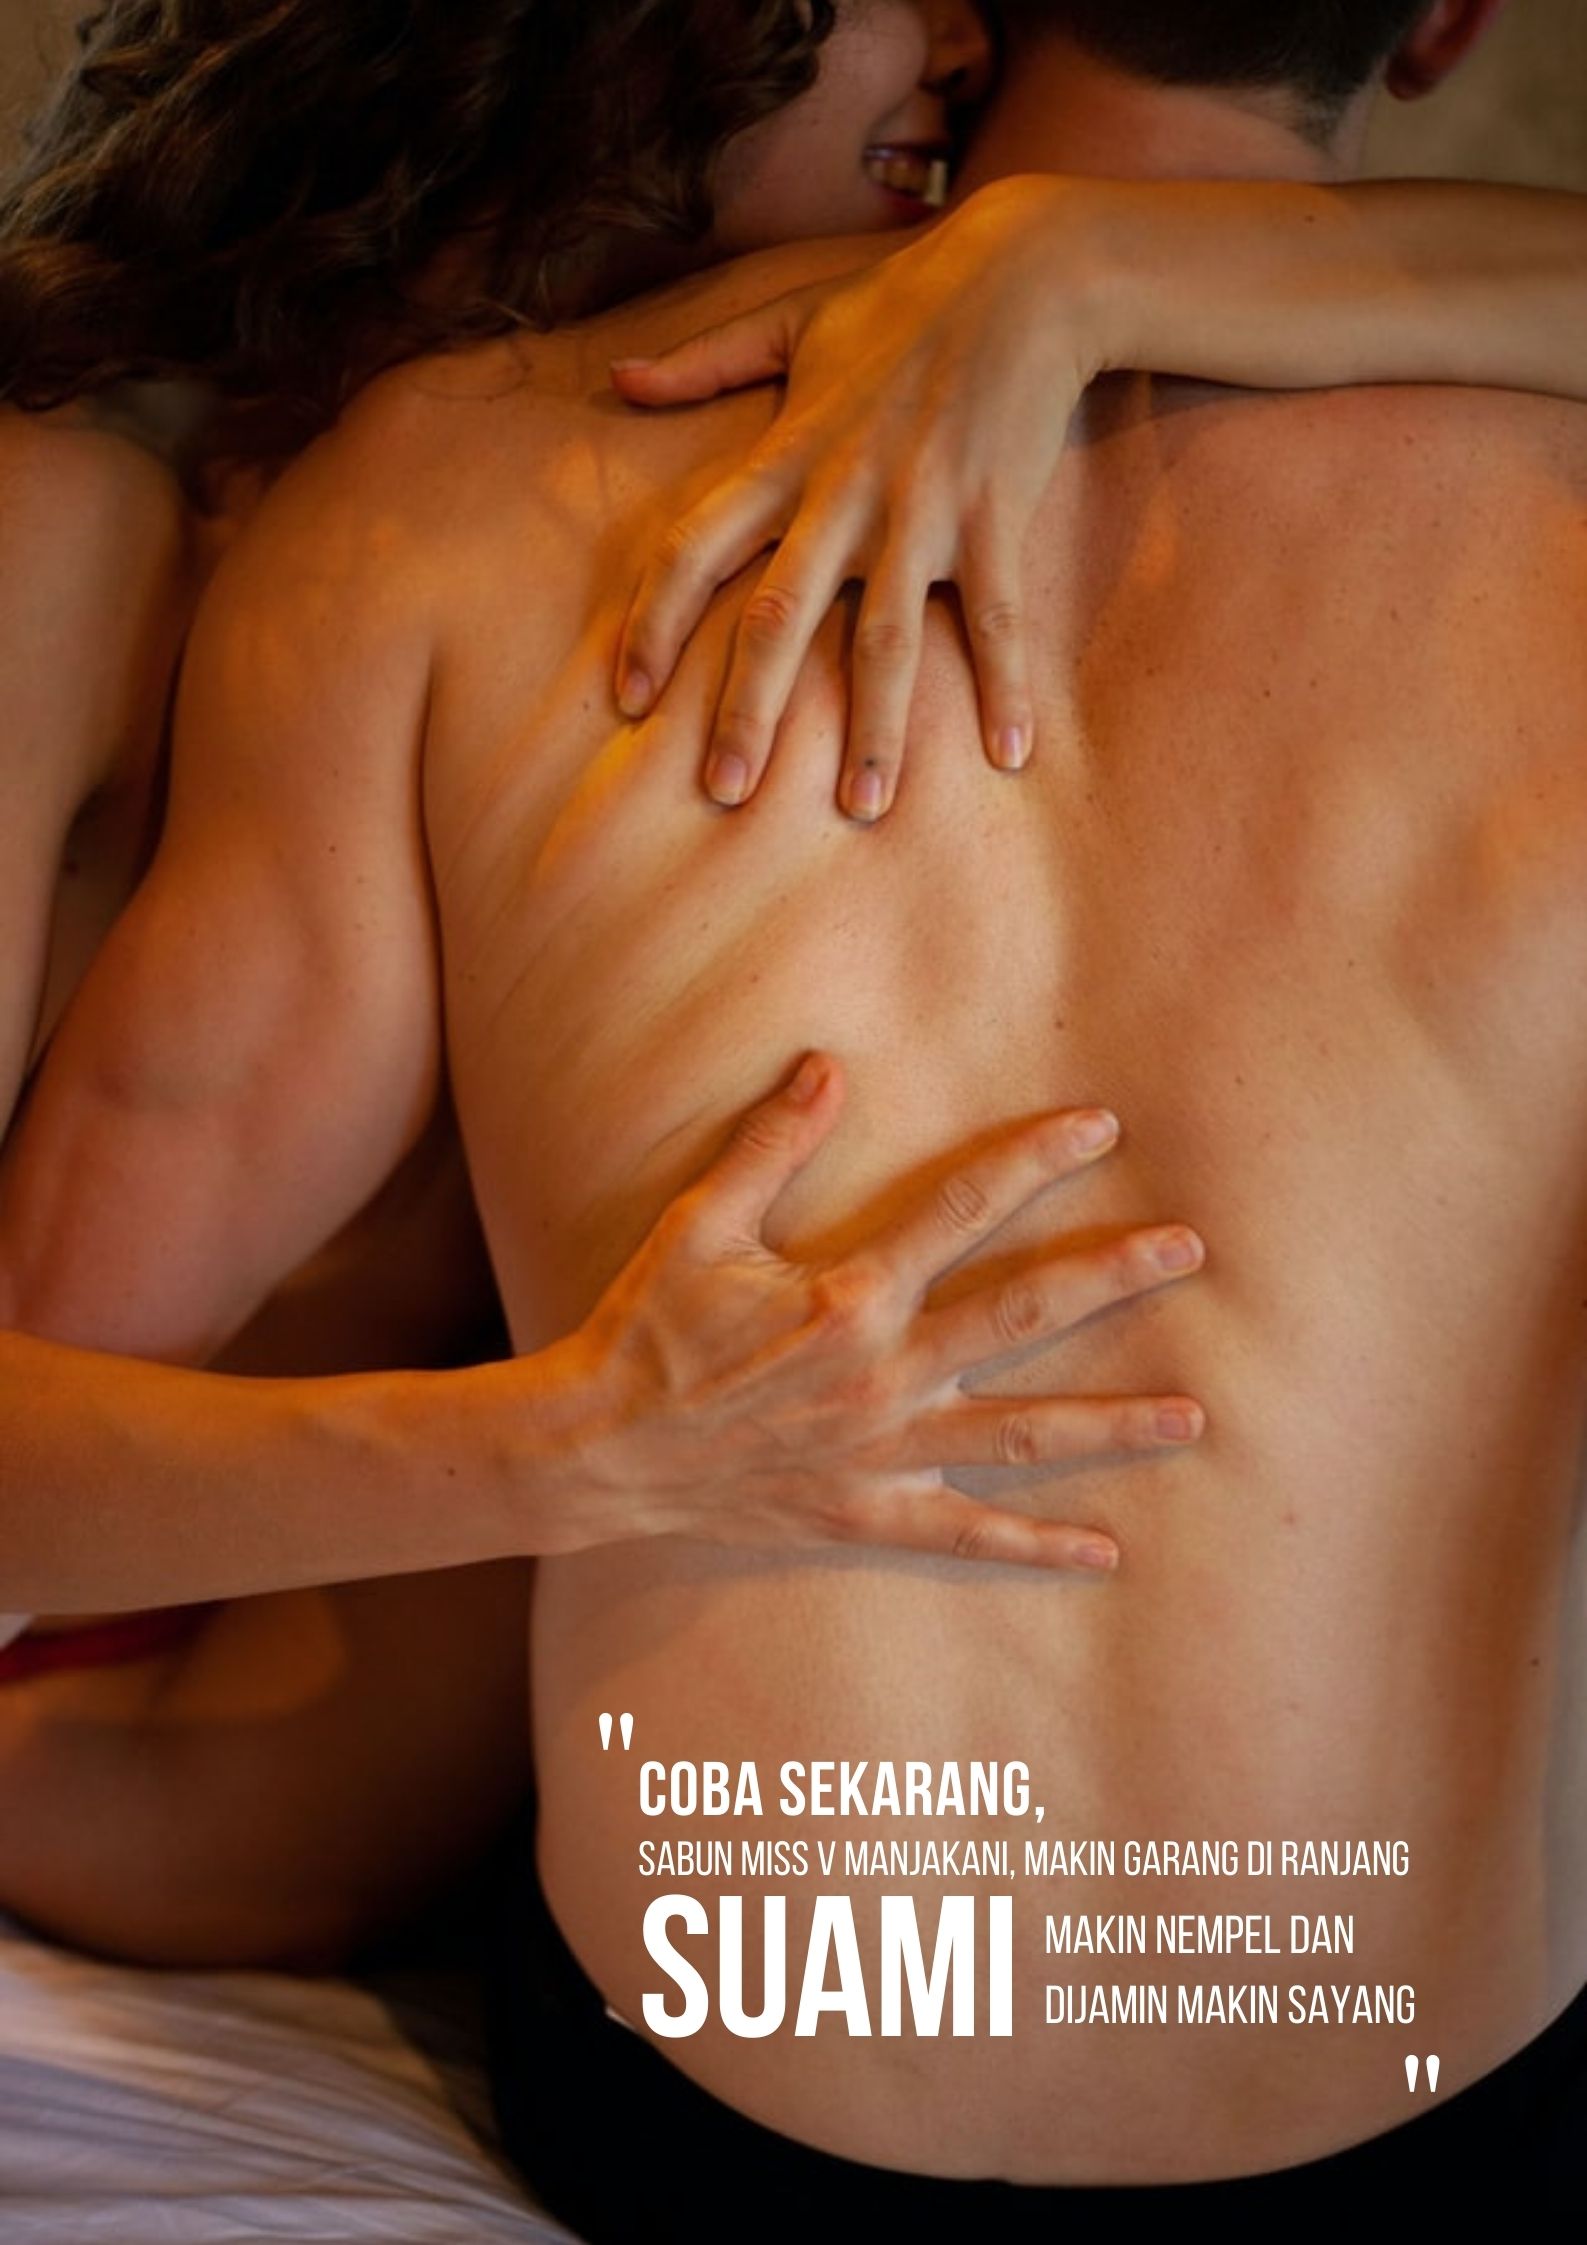 "
COBA SEKARANG,
SABUN MISS V MANJAKANI, MAKIN GARANG DI RANJANG
SUAMI
MAKIN NEMPEL DAN
DIJAMIN MAKIN SAYANG
"